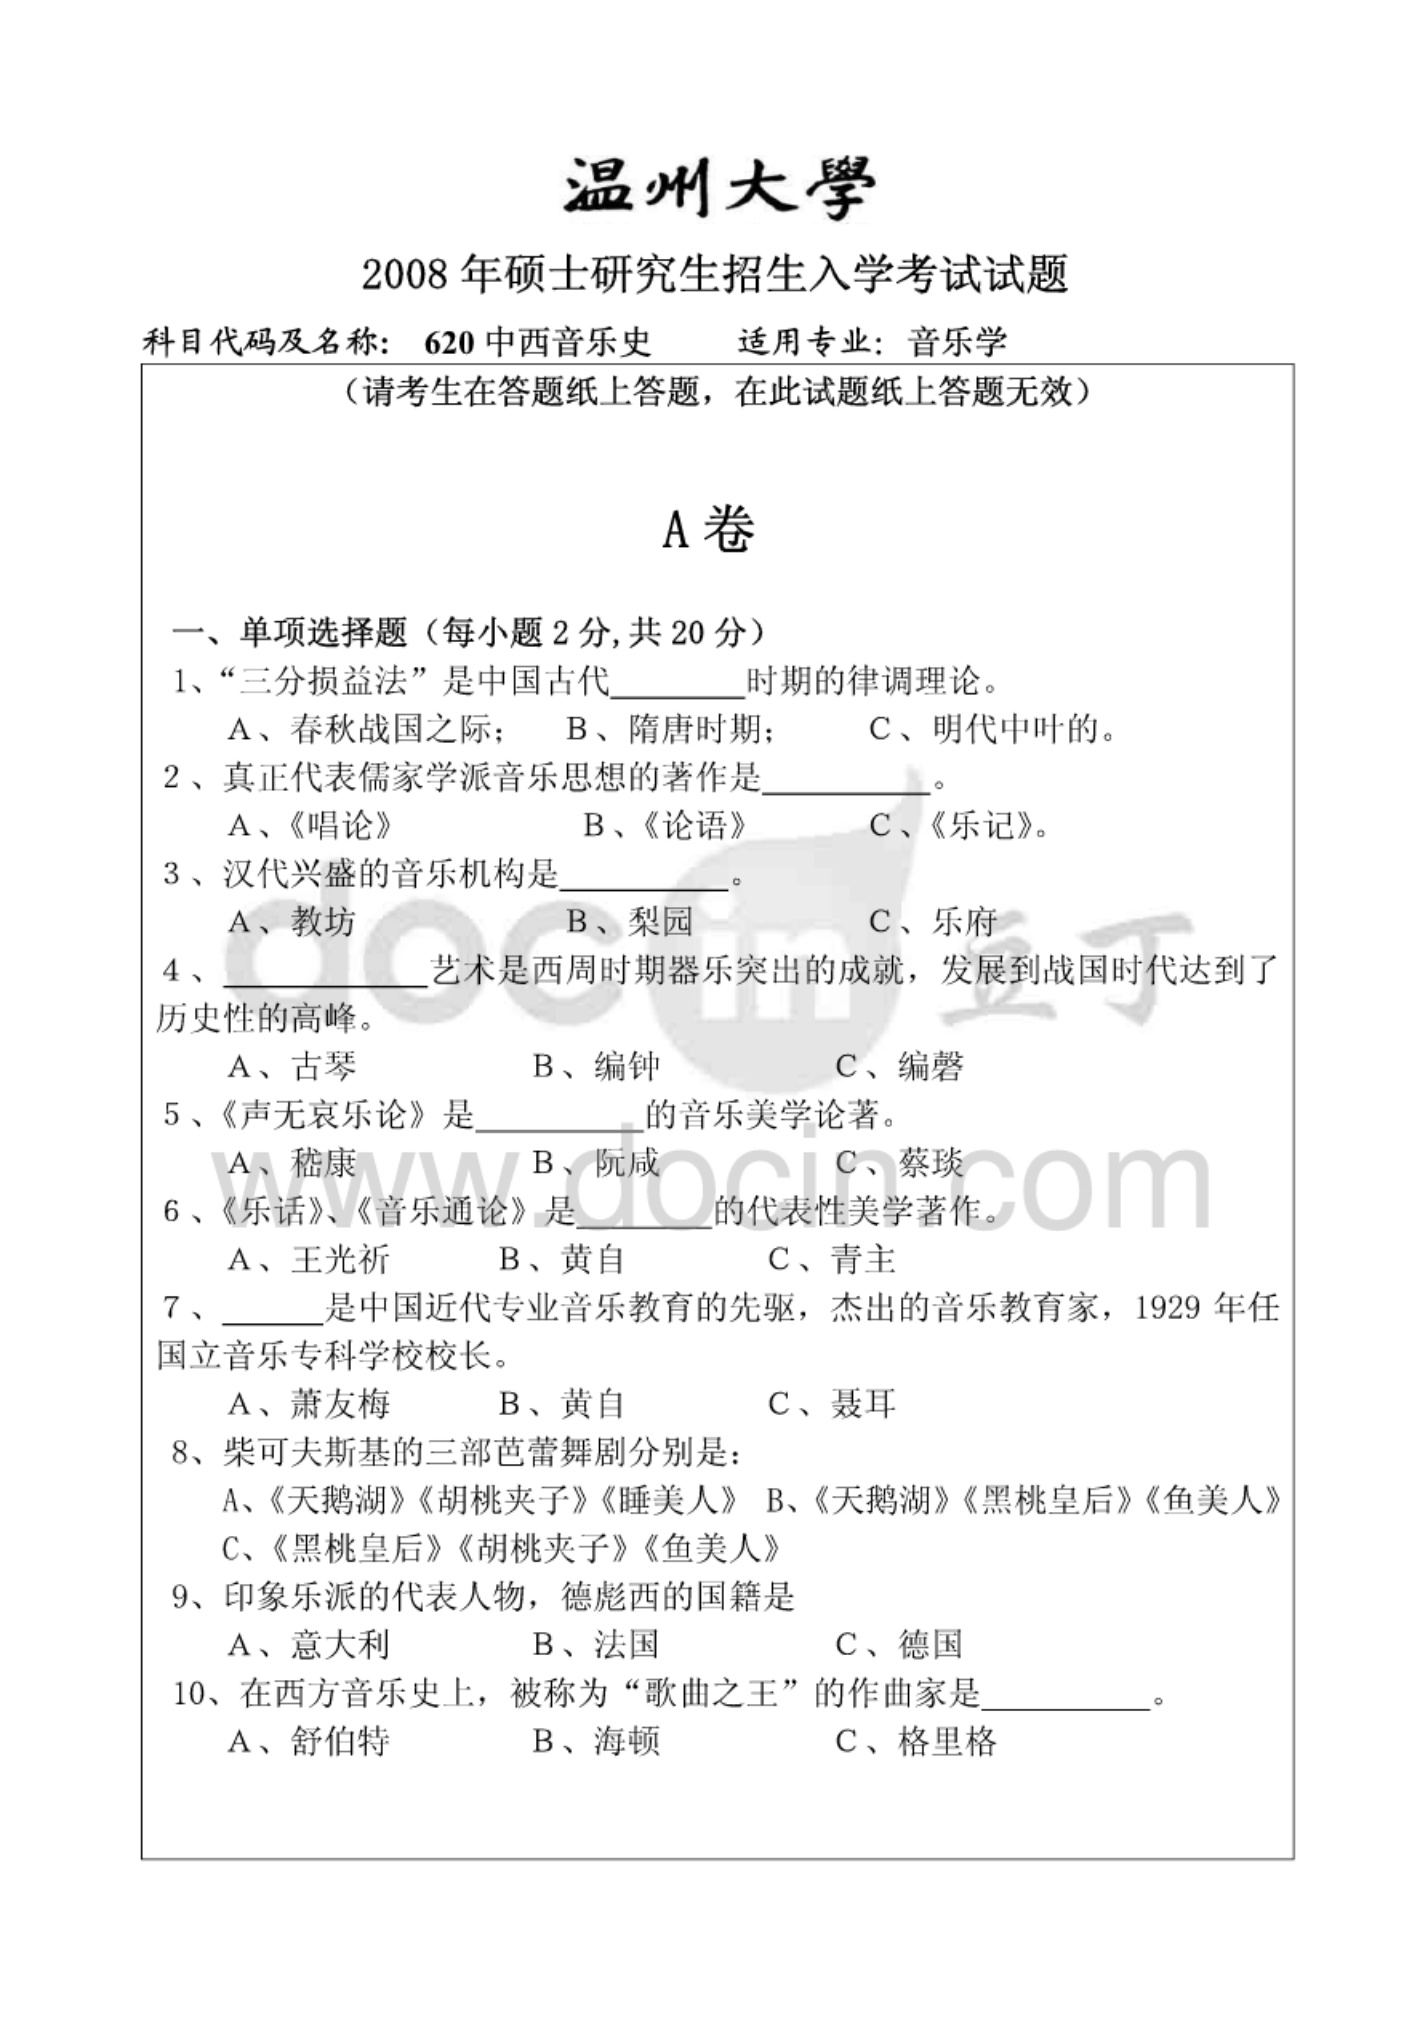 温州大學
2008 年硕士研究生招生入学考试试题
科目代码及名称: 620 中西音乐史 适用专业: 音乐学
（请考生在答题纸上答题，在此试题纸上答题无效）
A 卷
一、单项选择题（每小题 2 分,共 20 分）
1、“三分损益法”是中国古代________时期的律调理论。
A、春秋战国之际; B、隋唐时期; C、明代中叶的。
2、真正代表儒家学派音乐思想的著作是__________。
A、《唱论》 B、《论语》 C、《乐记》。
3、汉代兴盛的音乐机构是__________。
A、教坊 B、梨园 C、乐府
4、____________艺术是西周时期器乐突出的成就，发展到战国时代达到了
历史性的高峰。
A、古琴 B、编钟 C、编磬
5、《声无哀乐论》是__________的音乐美学论著。
A、嵇康 B、阮咸 C、蔡琰
6、《乐话》、《音乐通论》是________的代表性美学著作。
A、王光祈 B、黄自 C、青主
7、______是中国近代专业音乐教育的先驱，杰出的音乐教育家，1929 年任
国立音乐专科学校校长。
A、萧友梅 B、黄自 C、聂耳
8、柴可夫斯基的三部芭蕾舞剧分别是:
A、《天鹅湖》《胡桃夹子》《睡美人》 B、《天鹅湖》《黑桃皇后》《鱼美人》
C、《黑桃皇后》《胡桃夹子》《鱼美人》
9、印象乐派的代表人物，德彪西的国籍是
A、意大利 B、法国 C、德国
10、在西方音乐史上，被称为“歌曲之王”的作曲家是__________。
A、舒伯特 B、海顿 C、格里格
docin 豆丁
www.docin.com